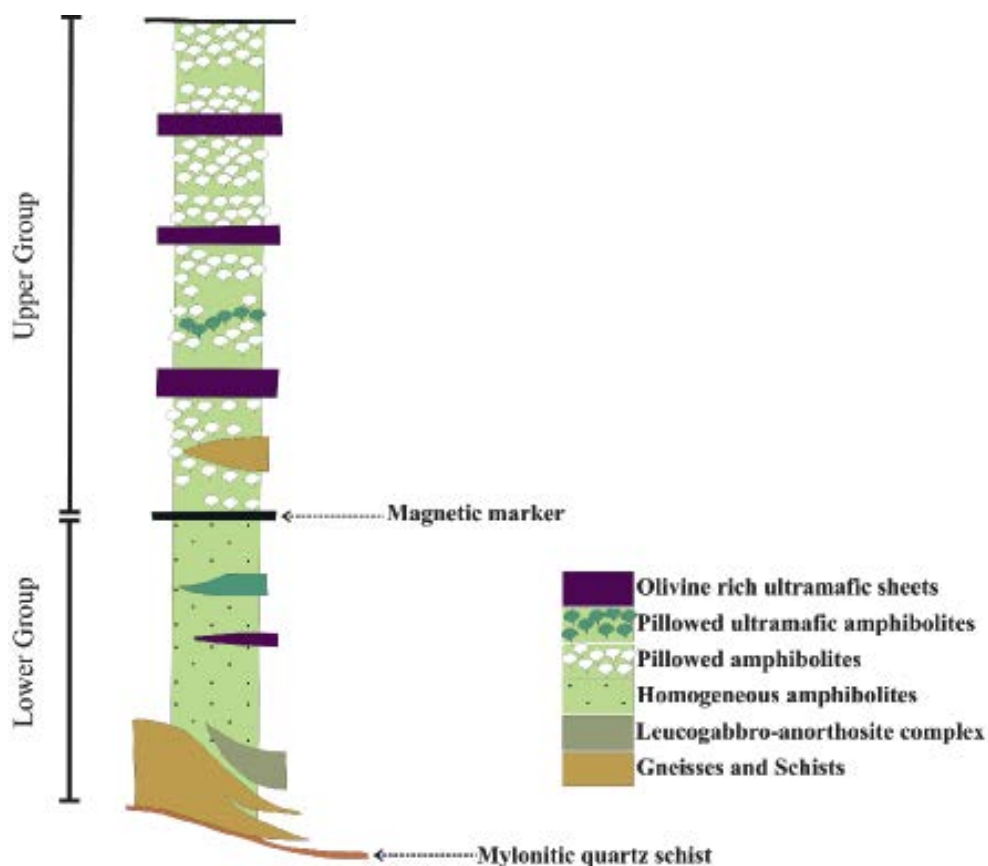 Upper Group
Magnetic marker
Lower Group
Olivine rich ultramafic sheets
Pillowed ultramafic amphibolites
Pillowed amphibolites
Homogeneous amphibolites
Leucogabbro-anorthosite complex
Gneisses and Schists
Mylonitic quartz schist